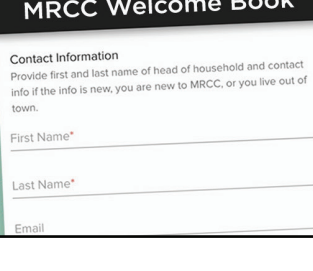 MRCC Welcome Book
Contact Information
Provide first and last name of head of household and contact
info if the info is new, you are new to MRCC, or you live out of
town.
First Name*
Last Name*
Email